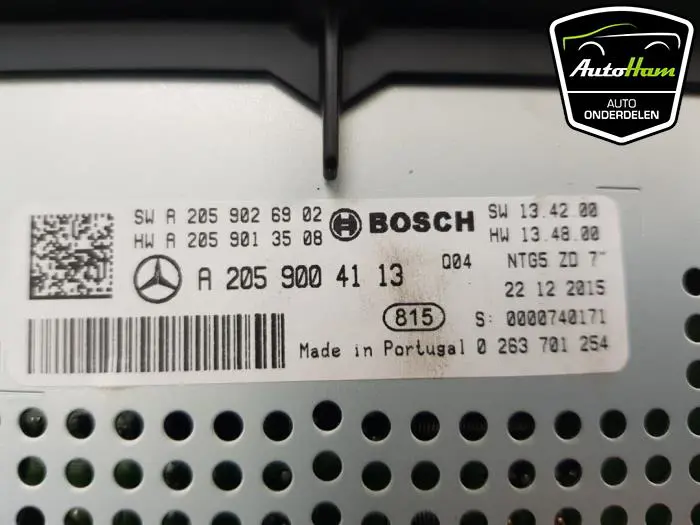 AutoHam
AUTO
ONDERDELEN
SW A 205 902 69 02
HW A 205 901 35 08
BOSCH
SW 13.42.00
HW 13.48.00
A 205 900 41 13
Q04
NTG5 ZD 7"
22 12 2015
815
S: 0000740171
Made in Portugal 0 263 701 254